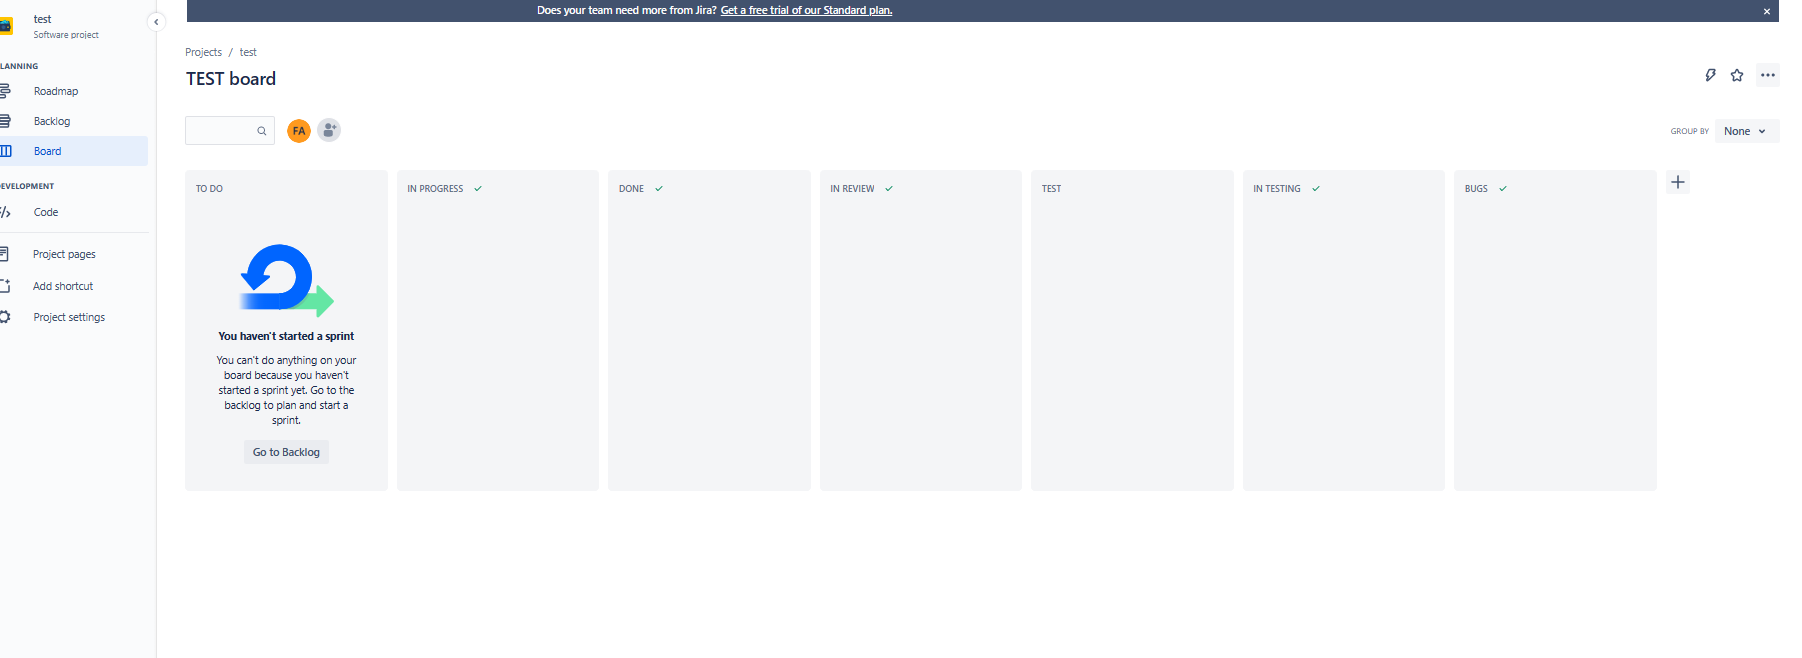 Does your team need more from Jira? Get a free trial of our Standard plan.
test
Software project
Projects / test
TEST board
LANNING
Roadmap
Backlog
Board
EVELOPMENT
Code
Project pages
Add shortcut
Project settings
FA
GROUP BY None
TO DO
IN PROGRESS
DONE
IN REVIEW
TEST
IN TESTING
BUGS
You haven't started a sprint
You can't do anything on your
board because you haven't
started a sprint yet. Go to the
backlog to plan and start a
sprint.
Go to Backlog